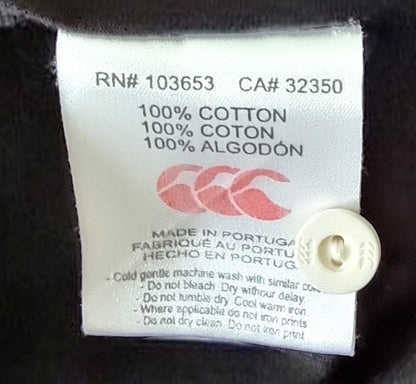 RN# 103653 CA# 32350
100% COTTON
100% COTON
100% ALGODÓN
MADE IN PORTUGA
FABRIQUÉ AU PORTU
HECHO EN PORTUG
- Cold gentle machine wash with similar
- Do not bleach. Dry without delay.
- Do not tumble dry. Cool warm iron.
- Where applicable do not iron prints
- Do not dry clean. Do not iron print